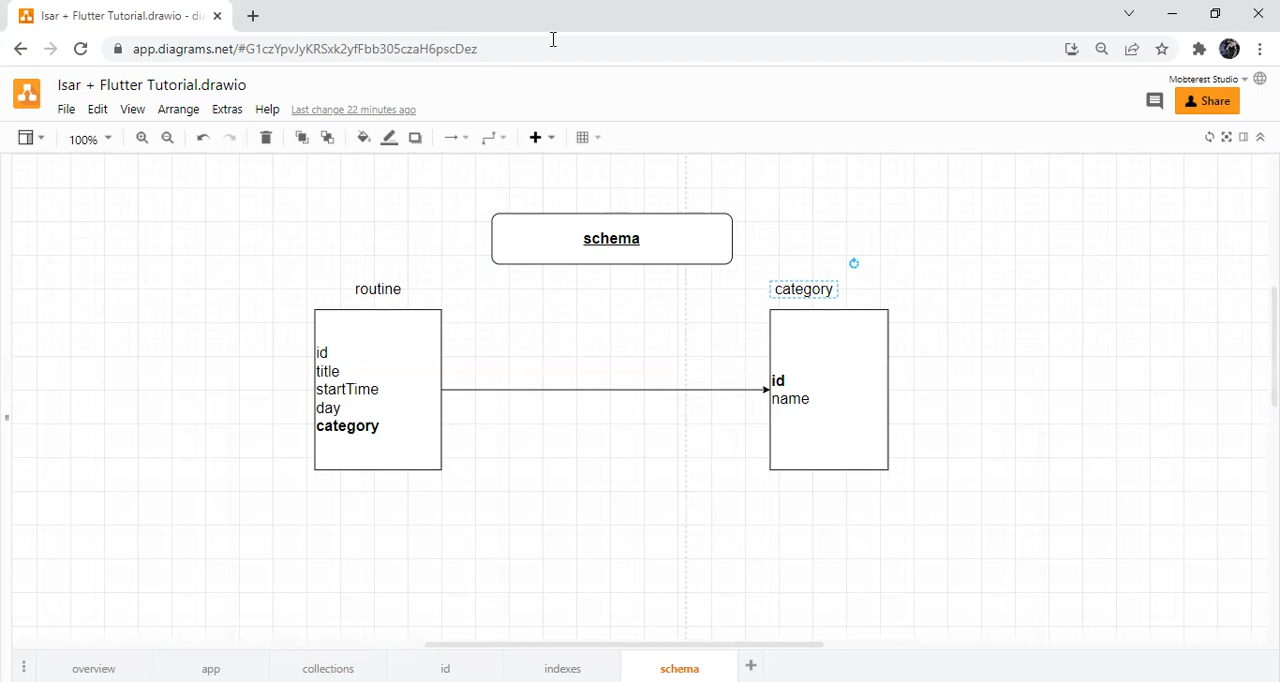 Isar + Flutter Tutorial.drawio - di
app.diagrams.net/#G1czYpvJyKRSxk2yfFbb305czaH6pscDez
Isar + Flutter Tutorial.drawio
Mobterest Studio
File Edit View Arrange Extras Help Last change 22 minutes ago
Share
100%
schema
routine
category
id
title
startTime
day
category
id
name
overview app collections id indexes schema